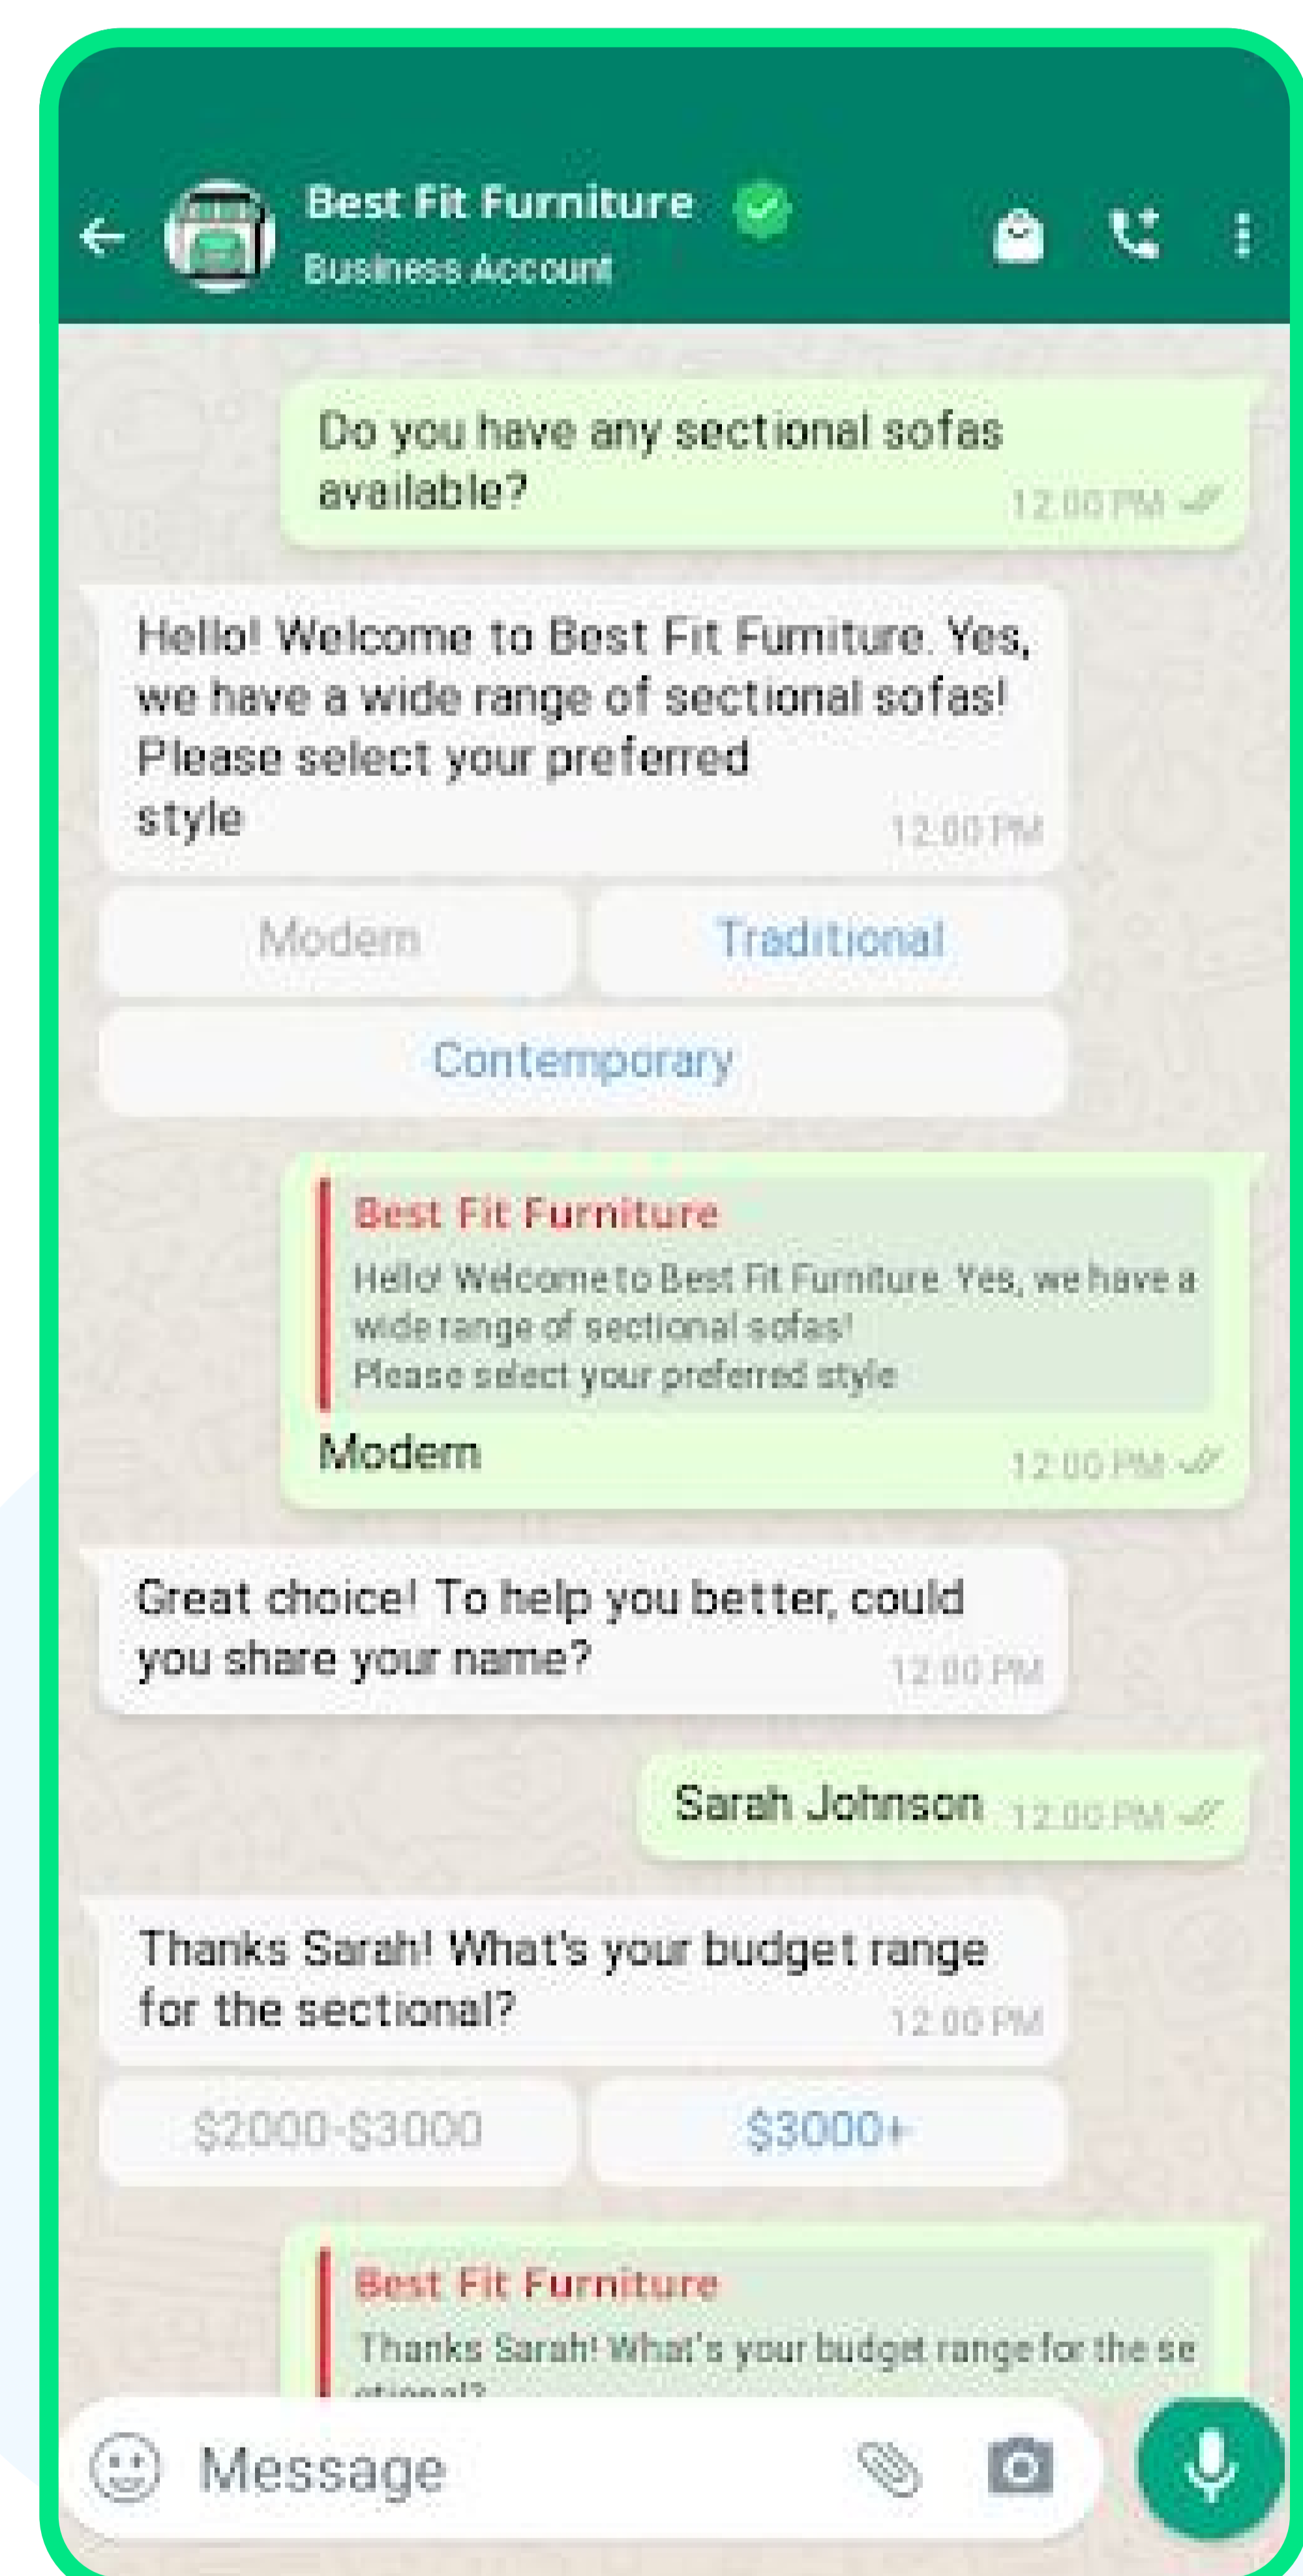 Best Fit Furniture
Business Account
Do you have any sectional sofas
available?
12:00 PM
Hello! Welcome to Best Fit Furniture. Yes,
we have a wide range of sectional sofas!
Please select your preferred
style
12:00 PM
Modern
Traditional
Contemporary
Best Fit Furniture
Hello! Welcome to Best Fit Furniture. Yes, we have a
wide range of sectional sofas!
Please select your preferred style
Modern
12:00 PM
Great choice! To help you better, could
you share your name?
12:00 PM
Sarah Johnson 12:00 PM
Thanks Sarah! What's your budget range
for the sectional?
12:00 PM
$2000-$3000
$3000+
Best Fit Furniture
Thanks Sarah! What's your budget range for the se
ctional?
Message